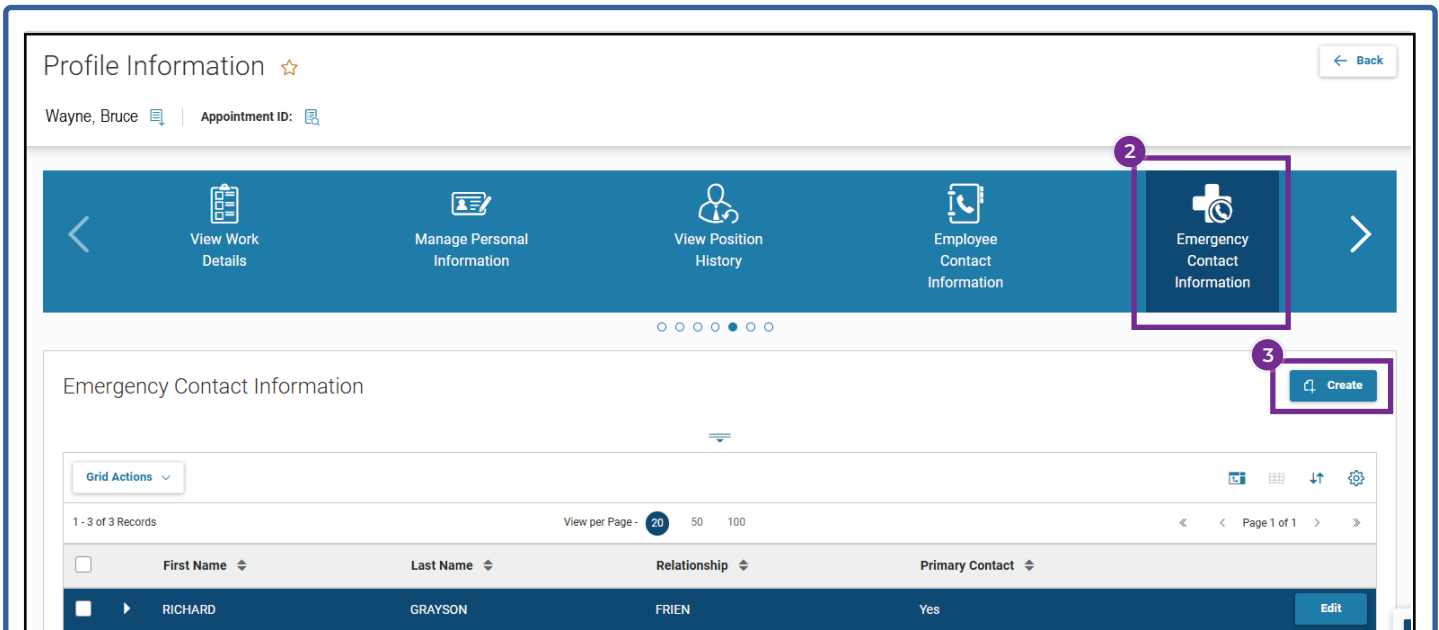 Profile Information
Back
Wayne, Bruce
Appointment ID:
2
View Work
Details
Manage Personal
Information
View Position
History
Employee
Contact
Information
Emergency
Contact
Information
3
Emergency Contact Information
Create
Grid Actions
1 - 3 of 3 Records
View per Page - 20 50 100
Page 1 of 1
First Name Last Name Relationship Primary Contact
RICHARD GRAYSON FRIEN Yes Edit